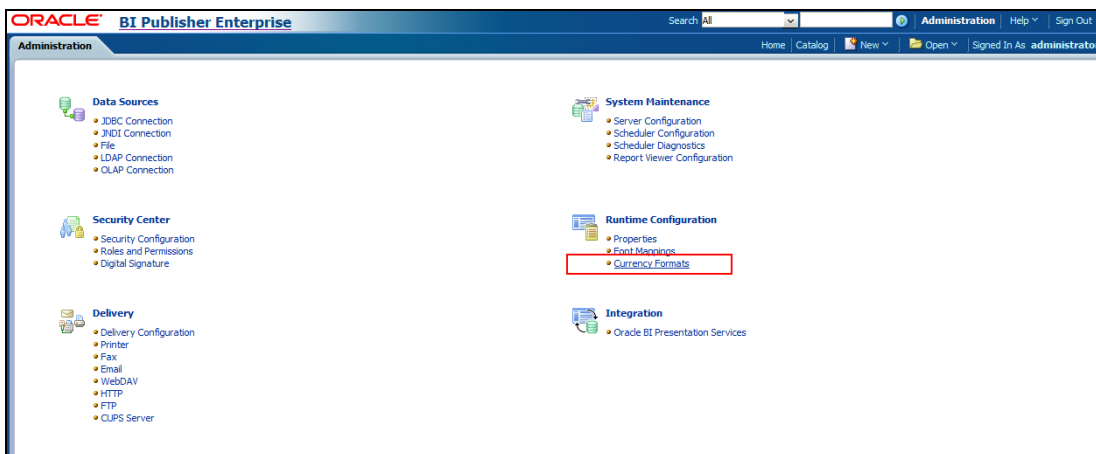 ORACLE BI Publisher Enterprise
Search All Administration Help Sign Out
Administration
Home Catalog New Open Signed In As administrato
Data Sources
JDBC Connection
JNDI Connection
File
LDAP Connection
OLAP Connection
System Maintenance
Server Configuration
Scheduler Configuration
Scheduler Diagnostics
Report Viewer Configuration
Security Center
Security Configuration
Roles and Permissions
Digital Signature
Runtime Configuration
Properties
Font Mappings
Currency Formats
Delivery
Delivery Configuration
Printer
Fax
Email
WebDAV
HTTP
FTP
CUPS Server
Integration
Oracle BI Presentation Services